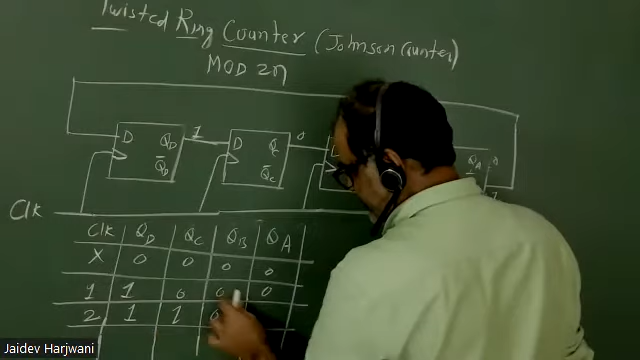 Twisted Ring Counter (Johnson Counter)
MOD 2n
D QD 1 D QC 0 QA 0
Q̅D Q̅C
Clk
Clk QD QC QB QA
X 0 0 0 0
1 1 0 0 0
2 1 1 0
Jaidev Harjwani